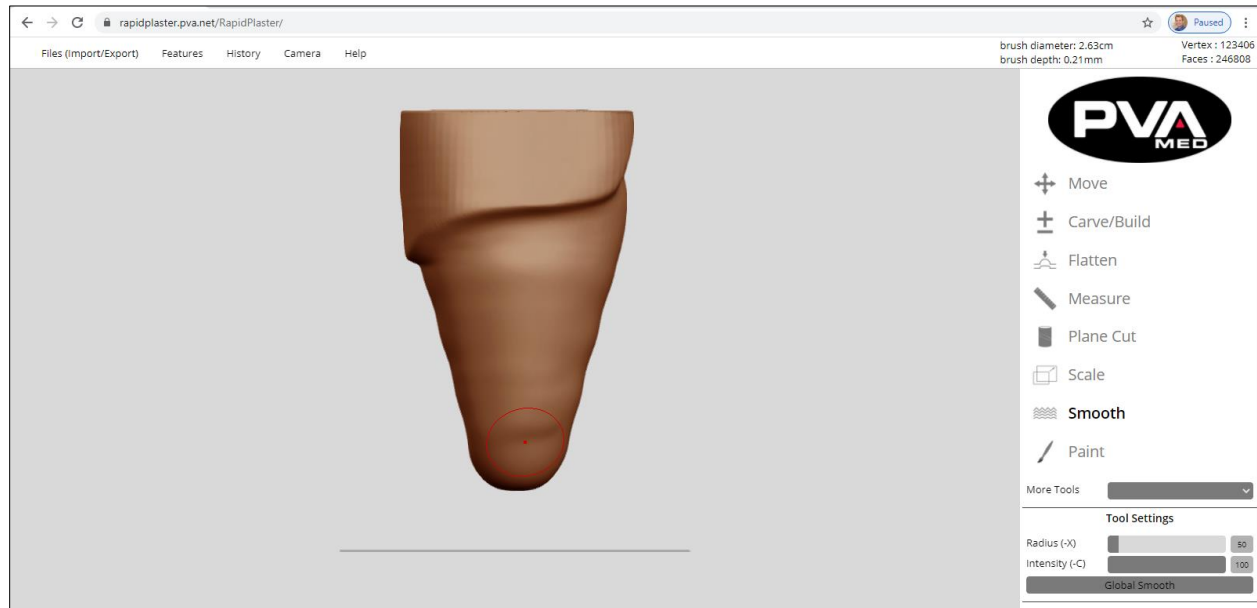 rapidplaster.pva.net/RapidPlaster/
Paused
Files (Import/Export) Features History Camera Help
brush diameter: 2.63cm
brush depth: 0.21mm
Vertex : 123406
Faces : 246808
PVA
MED
Move
Carve/Build
Flatten
Measure
Plane Cut
Scale
Smooth
Paint
More Tools
Tool Settings
Radius (-X) 50
Intensity (-C) 100
Global Smooth